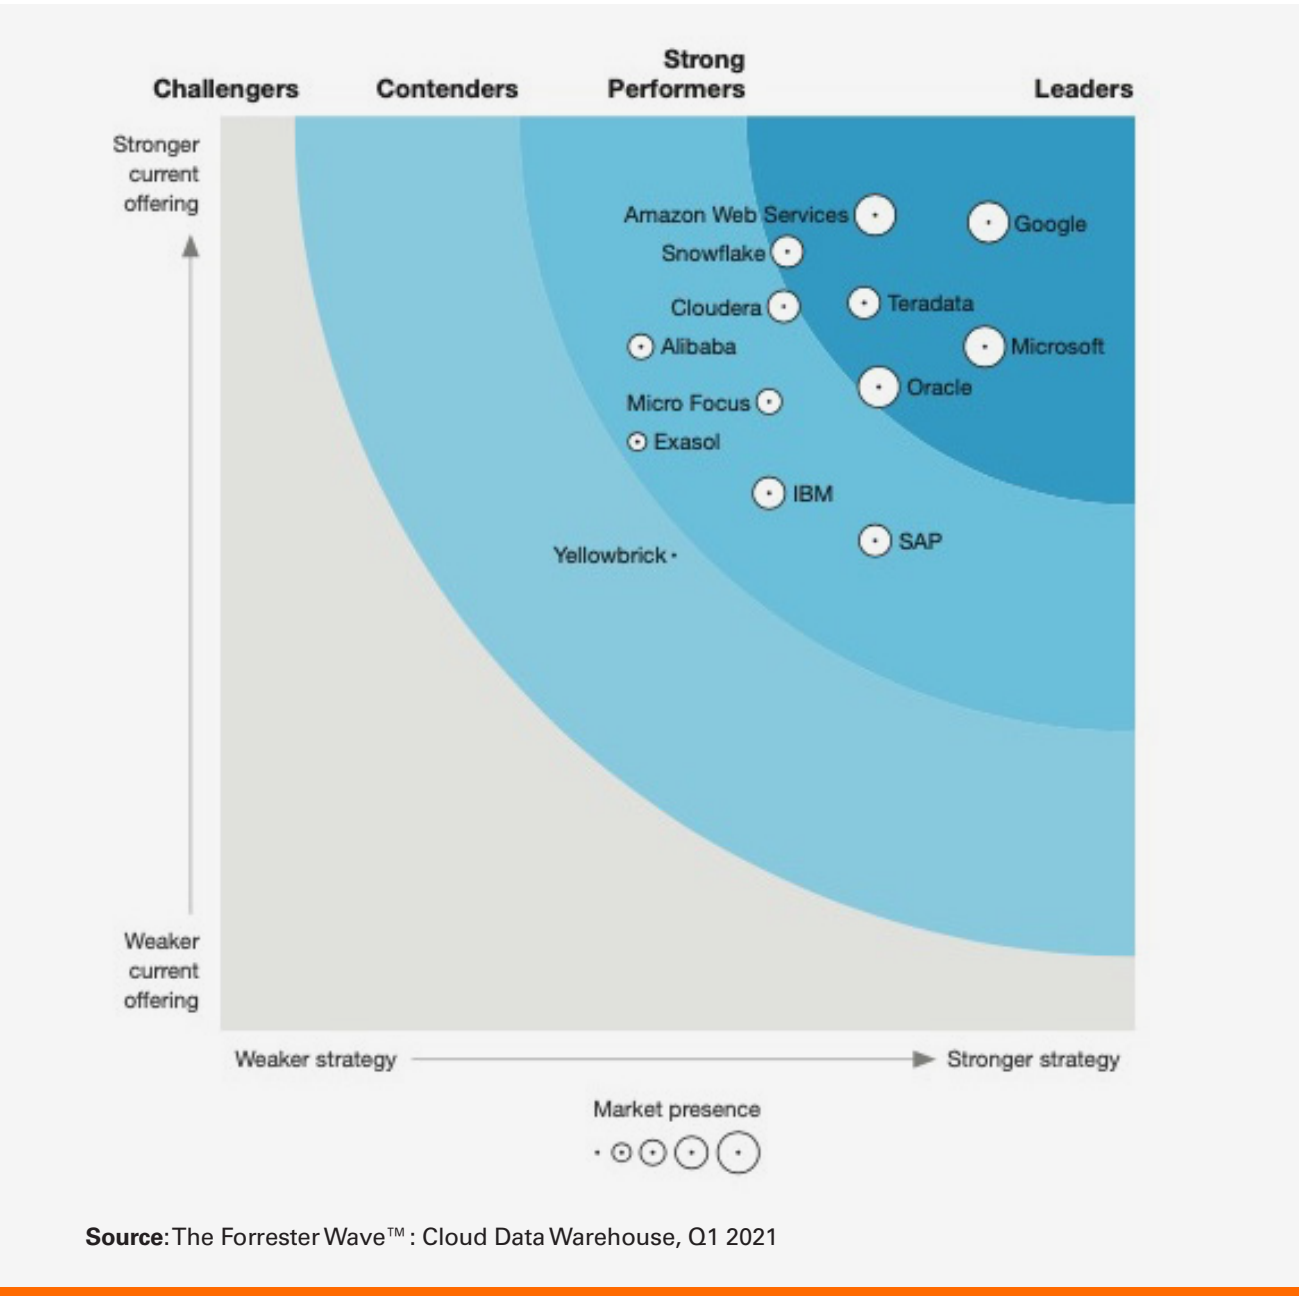 Strong
Challengers Contenders Performers Leaders
Stronger
current
offering
Amazon Web Services
Google
Snowflake
Cloudera
Teradata
Alibaba
Microsoft
Oracle
Micro Focus
Exasol
IBM
SAP
Yellowbrick
Weaker
current
offering
Weaker strategy
Stronger strategy
Market presence
Source: The Forrester Wave™ : Cloud Data Warehouse, Q1 2021